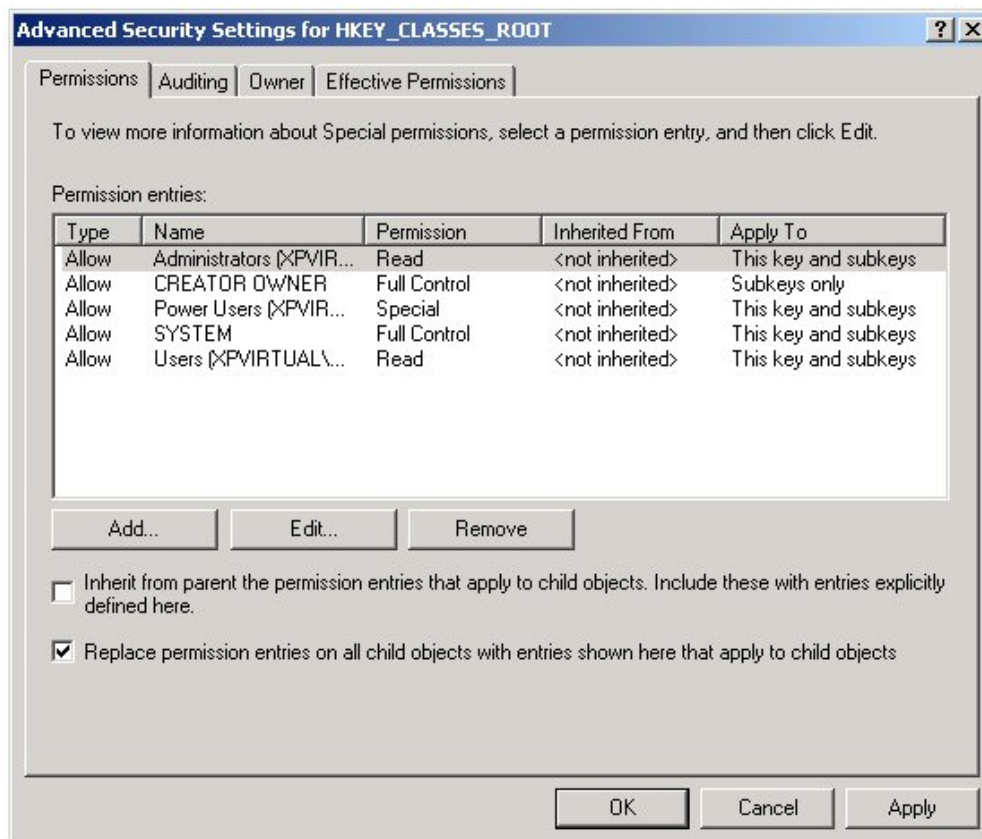 Advanced Security Settings for HKEY_CLASSES_ROOT
Permissions Auditing Owner Effective Permissions
To view more information about Special permissions, select a permission entry, and then click Edit.
Permission entries:
Type Name Permission Inherited From Apply To
Allow Administrators (XPVIR... Read <not inherited> This key and subkeys
Allow CREATOR OWNER Full Control <not inherited> Subkeys only
Allow Power Users (XPVIR... Special <not inherited> This key and subkeys
Allow SYSTEM Full Control <not inherited> This key and subkeys
Allow Users (XPVIRTUAL\... Read <not inherited> This key and subkeys
Add... Edit... Remove
Inherit from parent the permission entries that apply to child objects. Include these with entries explicitly
defined here.
Replace permission entries on all child objects with entries shown here that apply to child objects
OK Cancel Apply